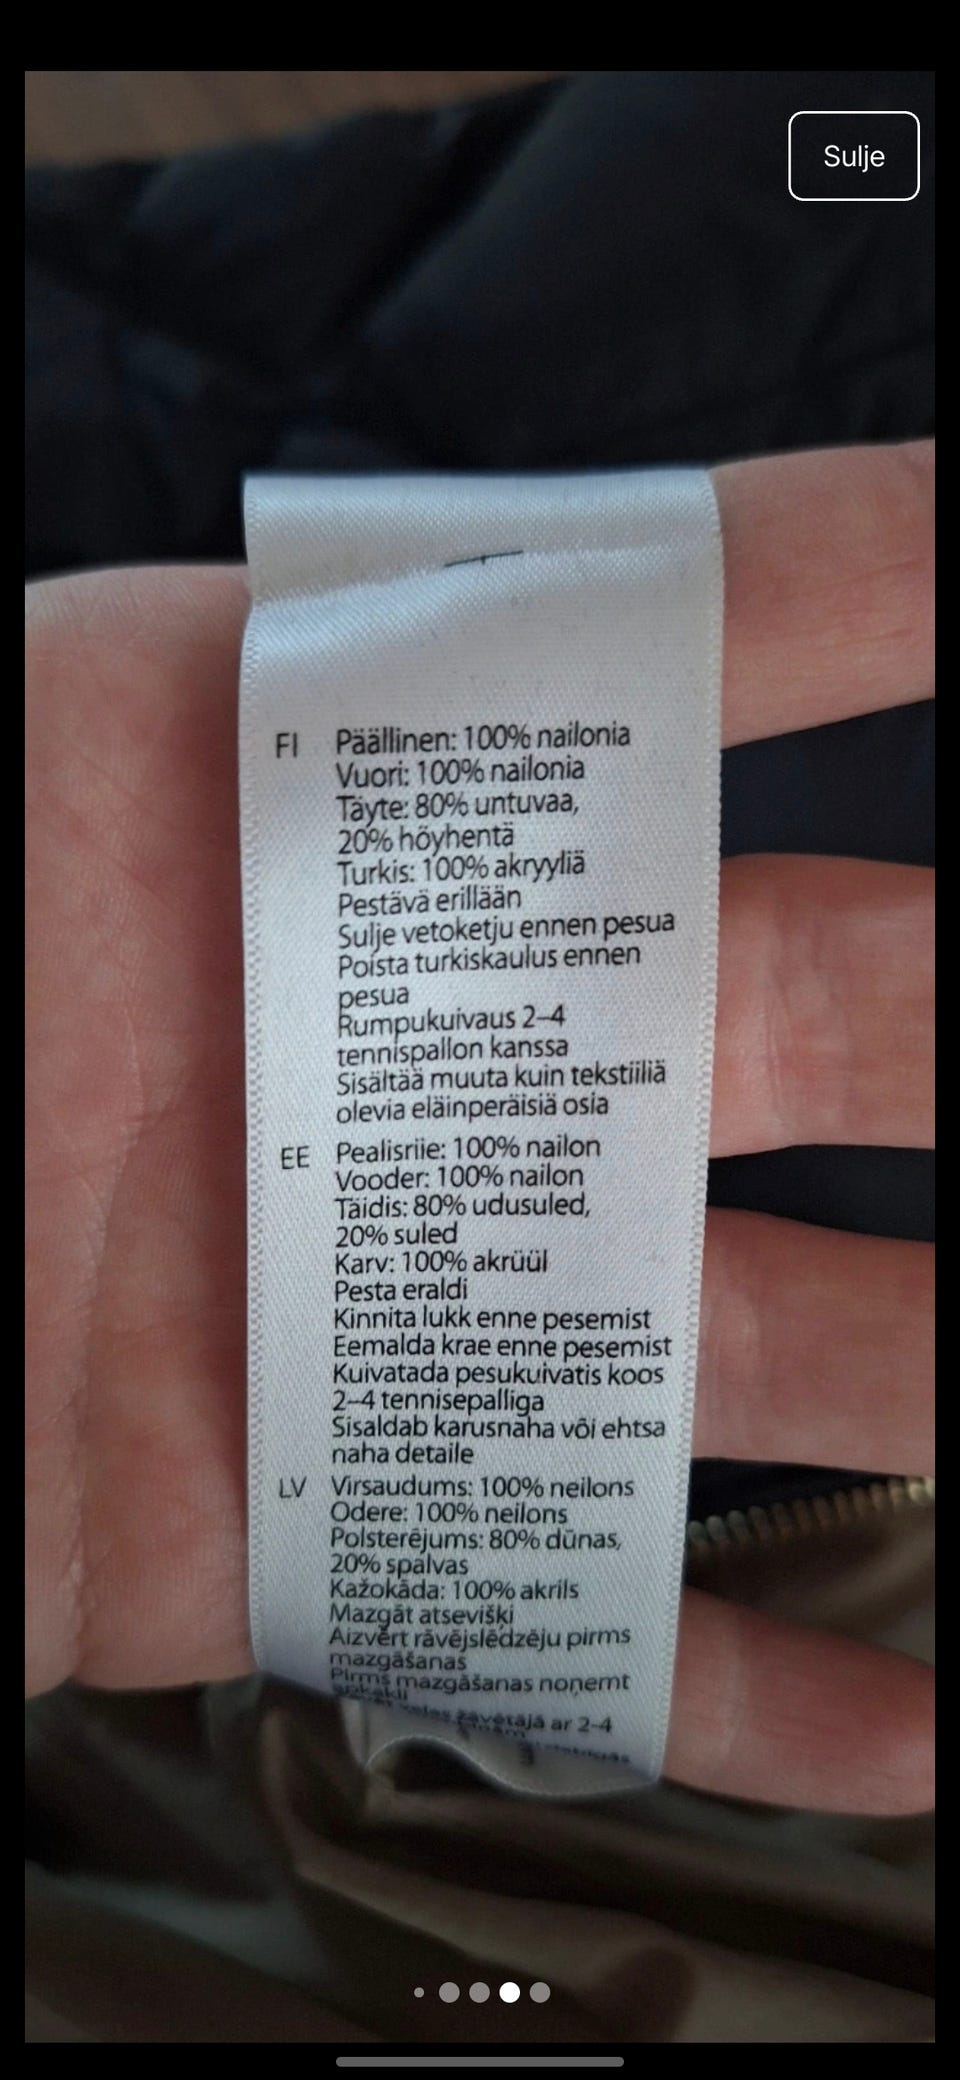 Sulje
FI Päällinen: 100% nailonia
Vuori: 100% nailonia
Täyte: 80% untuvaa,
20% höyhentä
Turkis: 100% akryyliä
Pestävä erillään
Sulje vetoketju ennen pesua
Poista turkiskaulus ennen
pesua
Rumpukuivaus 2–4
tennispallon kanssa
Sisältää muuta kuin tekstiiliä
olevia eläinperäisiä osia
EE Pealisriie: 100% nailon
Vooder: 100% nailon
Täidis: 80% udusuled,
20% suled
Karv: 100% akrüül
Pesta eraldi
Kinnita lukk enne pesemist
Eemalda krae enne pesemist
Kuivatada pesukuivatis koos
2–4 tennisepalliga
Sisaldab karusnaha või ehtsa
naha detaile
LV Virsaudums: 100% neilons
Odere: 100% neilons
Polsterējums: 80% dūnas,
20% spalvas
Kažokāda: 100% akrils
Mazgāt atsevišķi
Aizvērt rāvējslēdzēju pirms
mazgāšanas
Pirms mazgāšanas noņemt
apkakli
žāvētājā ar 2-4